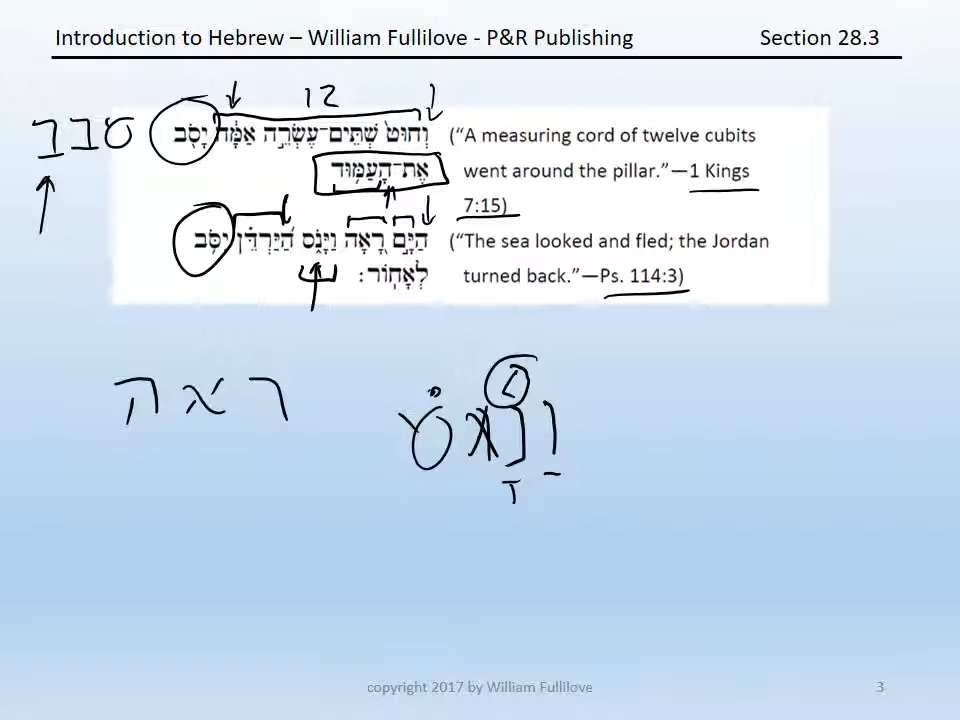 Introduction to Hebrew – William Fullilove - P&R Publishing Section 28.3
12
סבב
וְחוּט֙ שְׁתֵּים־עֶשְׂרֵ֣ה אַמָּ֔ה יָסֹ֖ב ("A measuring cord of twelve cubits
אֶת־הָעַמּ֥וּד went around the pillar."—1 Kings
7:15)
הַיָּ֣ם רָ֭אָה וַיָּנֹ֑ס הַ֝יַּרְדֵּ֗ן יִסֹּ֥ב ("The sea looked and fled; the Jordan
לְאָחֽוֹר׃ turned back."—Ps. 114:3)
ראה
copyright 2017 by William Fullilove 3